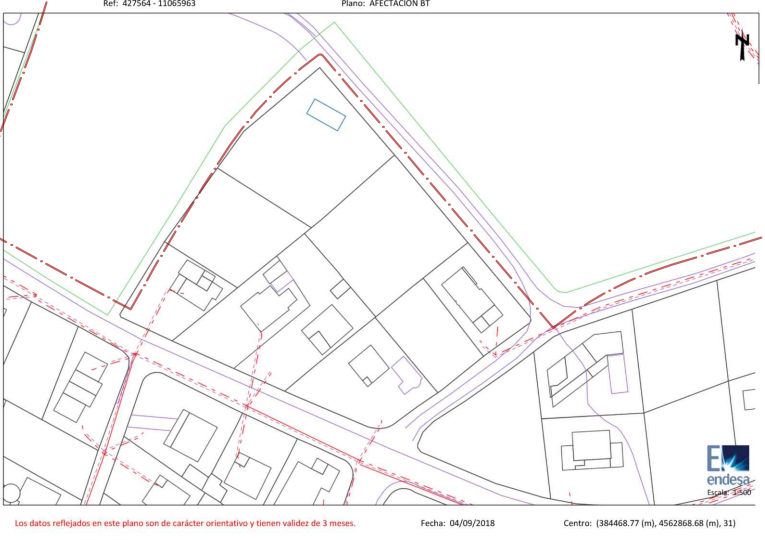 Ref: 427564 - 11065963 Plano: AFECTACION BT
N
endesa
Escala: 1:500
Los datos reflejados en este plano son de carácter orientativo y tienen validez de 3 meses. Fecha: 04/09/2018 Centro: (384468.77 (m), 4562868.68 (m), 31)